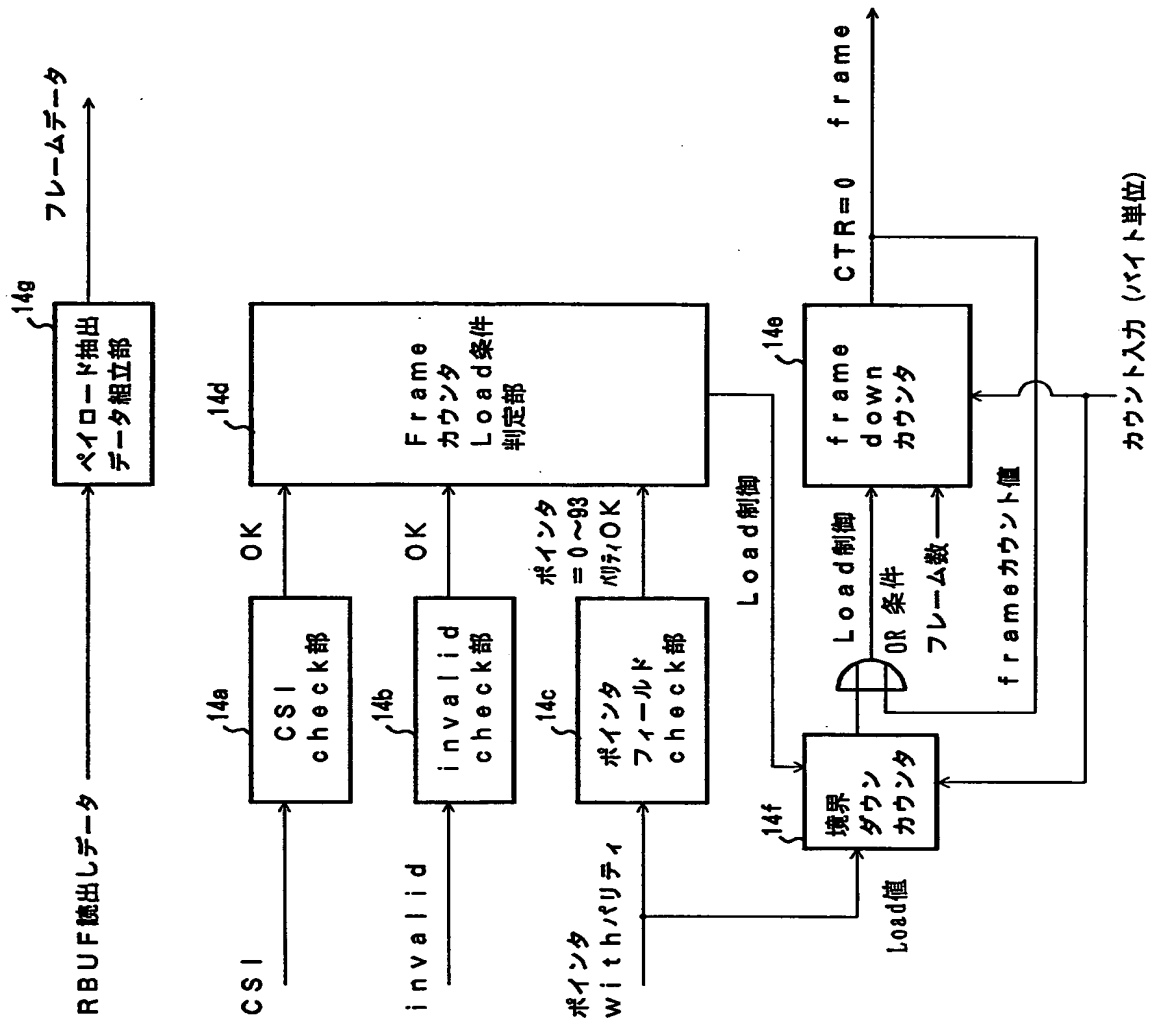 RBUF読出しデータ
14g
ペイロード抽出
データ組立部
フレームデータ
CSI
14a
CSI
check部
OK
invalid
14b
invalid
check部
OK
ポインタ
withパリティ
14c
ポインタ
フィールド
check部
ポインタ
=0~93
パリティOK
14d
Frame
カウンタ
Load条件
判定部
Load制御
Load値
14f
境界
ダウン
カウンタ
Load制御
OR 条件
フレーム数
frameカウント値
14e
frame
down
カウンタ
CTR=0 frame
カウント入力 (バイト単位)